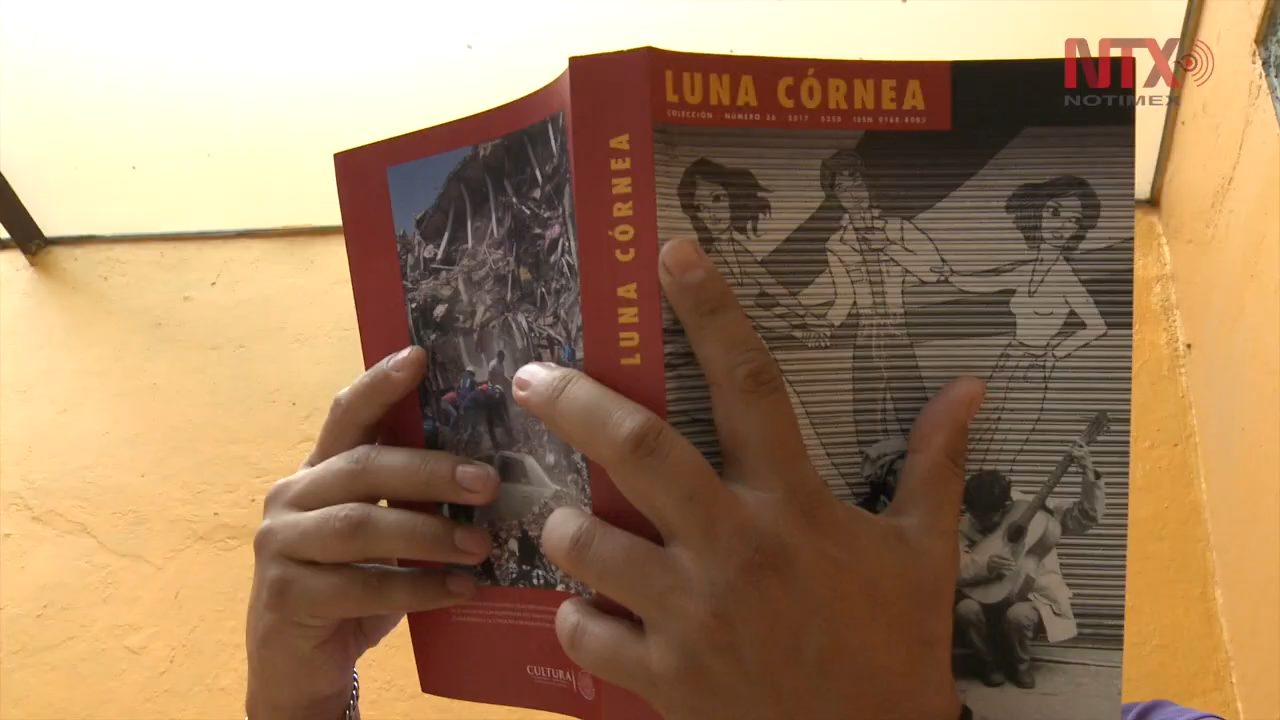 NTX
NOTIMEX
LUNA CÓRNEA
COLECCIÓN NÚMERO 36 2017 $250 ISSN 0188-8005
LUNA CÓRNEA
CULTURA